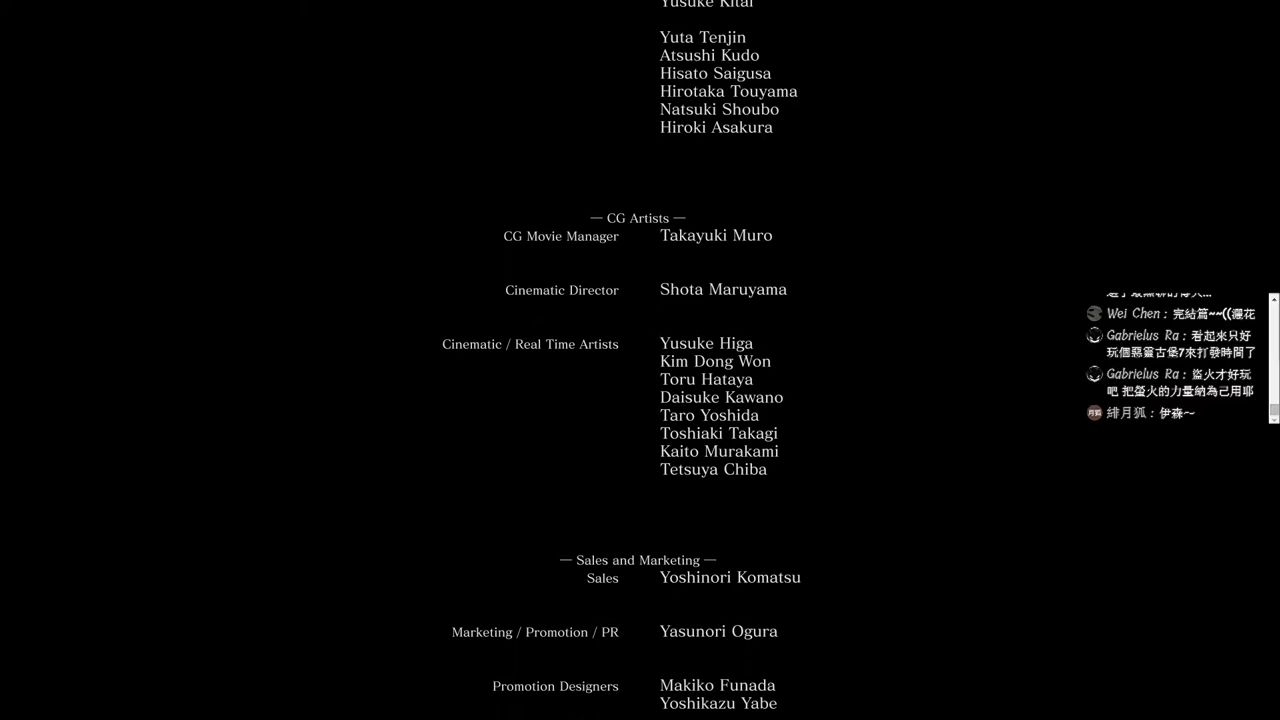 Yusuke Kitai
Yuta Tenjin
Atsushi Kudo
Hisato Saigusa
Hirotaka Touyama
Natsuki Shoubo
Hiroki Asakura
— CG Artists —
CG Movie Manager Takayuki Muro
Cinematic Director Shota Maruyama
Cinematic / Real Time Artists Yusuke Higa
Kim Dong Won
Toru Hataya
Daisuke Kawano
Taro Yoshida
Toshiaki Takagi
Kaito Murakami
Tetsuya Chiba
— Sales and Marketing —
Sales Yoshinori Komatsu
Marketing / Promotion / PR Yasunori Ogura
Promotion Designers Makiko Funada
Yoshikazu Yabe
Wei Chen : 完結篇~~((灑花
Gabrielus Ra : 看起來只好
玩個惡靈古堡7來打發時間了
Gabrielus Ra : 盜火才好玩
吧 把螢火的力量納為己用耶
緋月狐 : 伊森~